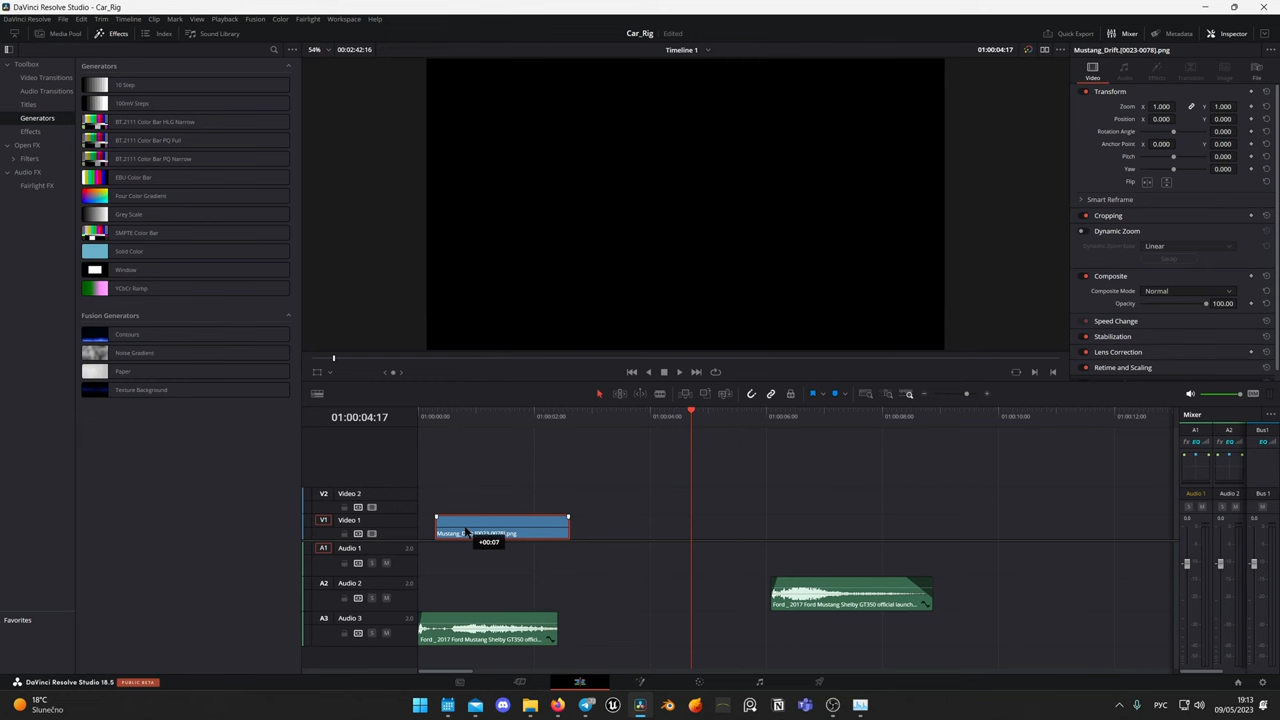 DaVinci Resolve Studio - Car_Rig
DaVinci Resolve File Edit Trim Timeline Clip Mark View Playback Fusion Color Fairlight Workspace Help
Media Pool Effects Index Sound Library Car_Rig Edited Quick Export Mixer Metadata Inspector
54% 00:02:42:16 Timeline 1 01:00:04:17 Mustang_Drift.[0023-0078].png
Toolbox
Video Transitions
Audio Transitions
Titles
Generators
Effects
Open FX
Filters
Audio FX
Fairlight FX
Favorites
Generators
10 Step
100mV Steps
BT.2111 Color Bar HLG Narrow
BT.2111 Color Bar PQ Full
BT.2111 Color Bar PQ Narrow
EBU Color Bar
Four Color Gradient
Grey Scale
SMPTE Color Bar
Solid Color
Window
YCbCr Ramp
Fusion Generators
Contours
Noise Gradient
Paper
Texture Background
Video Audio Effects Transition Image File
Transform
Zoom X 1.000 Y 1.000
Position X 0.000 Y 0.000
Rotation Angle 0.000
Anchor Point X 0.000 Y 0.000
Pitch 0.000
Yaw 0.000
Flip
Smart Reframe
Cropping
Dynamic Zoom
Dynamic Zoom Ease Linear
Swap
Composite
Composite Mode Normal
Opacity 100.00
Speed Change
Stabilization
Lens Correction
Retime and Scaling
DIM
01:00:04:17 01:00:00:00 01:00:02:00 01:00:04:00 01:00:06:00 01:00:08:00 01:00:10:00 01:00:12:00
V2 Video 2
V1 Video 1
Mustang_D
[0023-0078].png
+00:07
A1 Audio 1 2.0
S M
A2 Audio 2 2.0
S M
Ford _ 2017 Ford Mustang Shelby GT350 official launch...
A3 Audio 3 2.0
S M
Ford _ 2017 Ford Mustang Shelby GT350 offici...
Mixer
A1 A2 Bus1
FX EQ FX EQ EQ
Audio 1 Audio 2 Bus 1
S M S M M
0.0 0.0 0.0
DaVinci Resolve Studio 18.5 PUBLIC BETA
18°C
Slunečno
РУС
19:13
09/05/2023